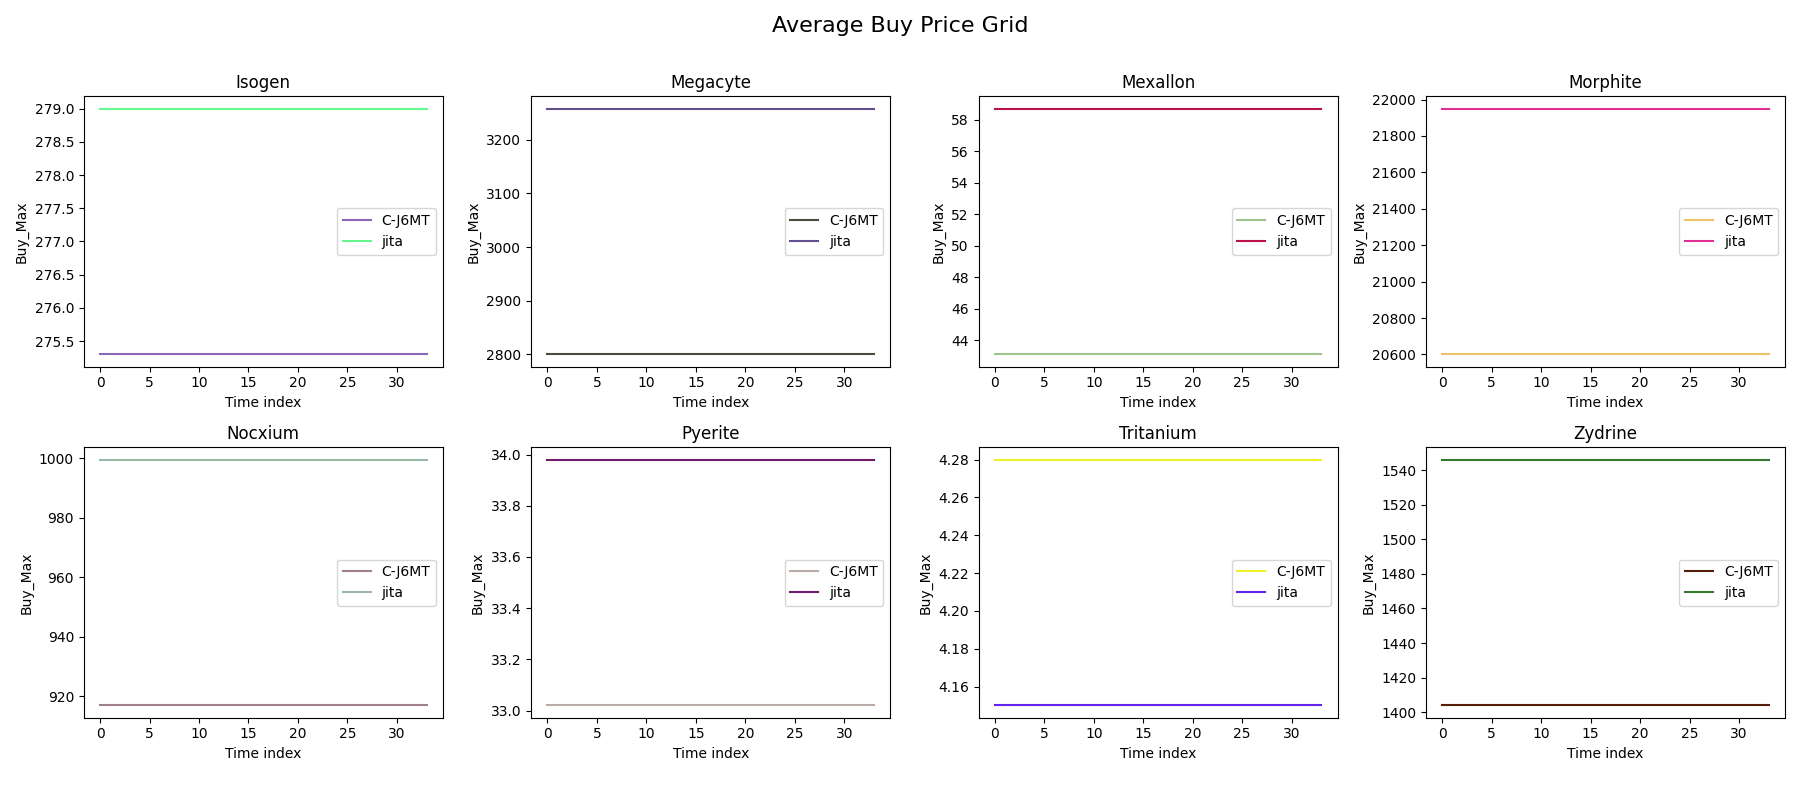 Average Buy Price Grid
Isogen
279.0
278.5
278.0
277.5
277.0
276.5
276.0
275.5
Buy_Max
C-J6MT
jita
0 5 10 15 20 25 30
Time index
Megacyte
3200
3100
3000
2900
2800
Buy_Max
C-J6MT
jita
0 5 10 15 20 25 30
Time index
Mexallon
58
56
54
52
50
48
46
44
Buy_Max
C-J6MT
jita
0 5 10 15 20 25 30
Time index
Morphite
22000
21800
21600
21400
21200
21000
20800
20600
Buy_Max
C-J6MT
jita
0 5 10 15 20 25 30
Time index
Nocxium
1000
980
960
940
920
Buy_Max
C-J6MT
jita
0 5 10 15 20 25 30
Time index
Pyerite
34.0
33.8
33.6
33.4
33.2
33.0
Buy_Max
C-J6MT
jita
0 5 10 15 20 25 30
Time index
Tritanium
4.28
4.26
4.24
4.22
4.20
4.18
4.16
Buy_Max
C-J6MT
jita
0 5 10 15 20 25 30
Time index
Zydrine
1540
1520
1500
1480
1460
1440
1420
1400
Buy_Max
C-J6MT
jita
0 5 10 15 20 25 30
Time index